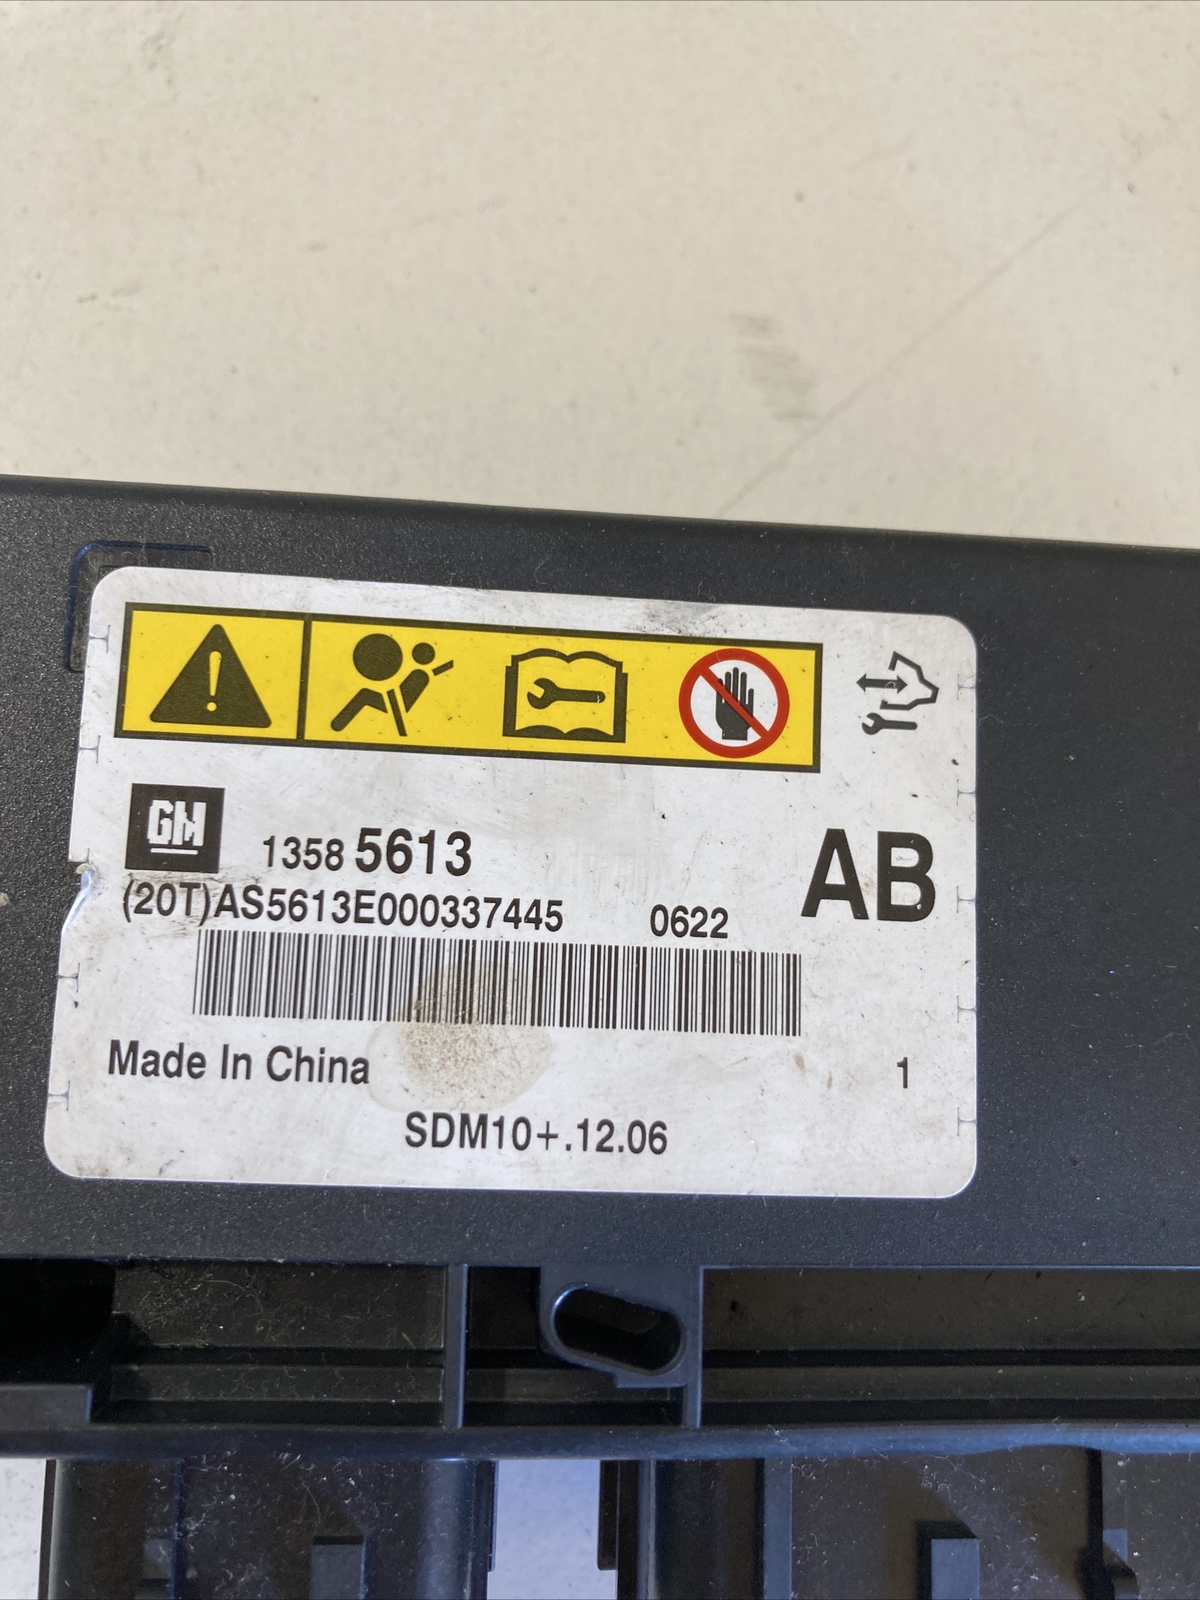 GM 1358 5613 AB
(20T)AS5613E000337445 0622
Made In China 1
SDM10+.12.06